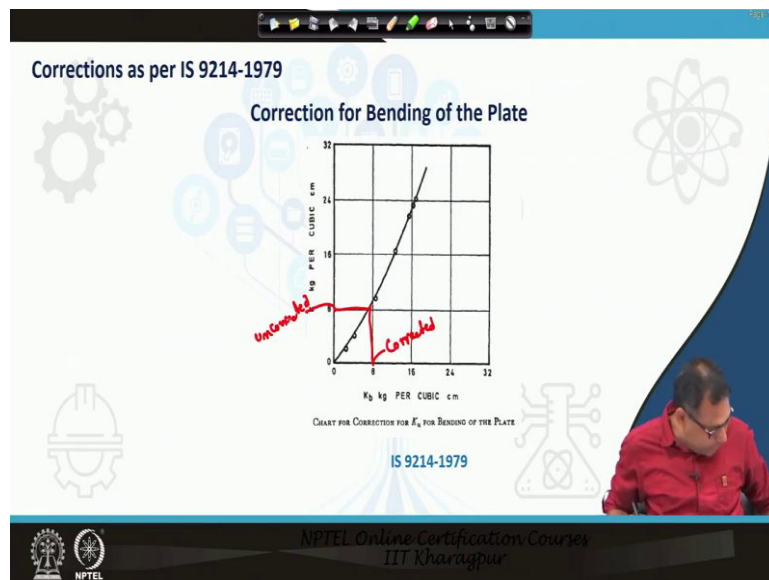 Page
Corrections as per IS 9214-1979
Correction for Bending of the Plate
kg PER CUBIC cm
32
24
16
8
0
0 8 16 24 32
uncorrected
Corrected
Kb kg PER CUBIC cm
CHART FOR CORRECTION FOR Ku FOR BENDING OF THE PLATE
IS 9214-1979
NPTEL
NPTEL Online Certification Courses
IIT Kharagpur